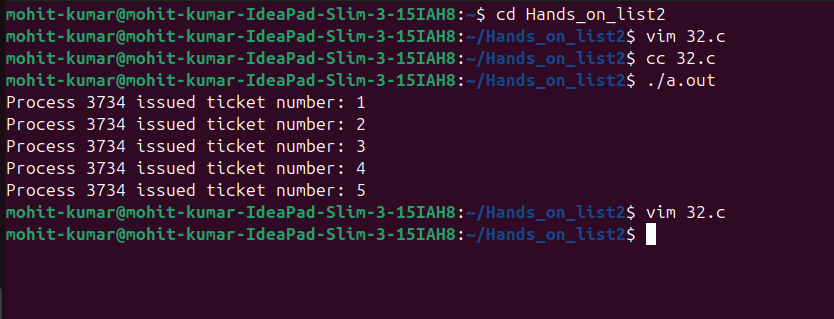 mohit-kumar@mohit-kumar-IdeaPad-Slim-3-15IAH8:~$ cd Hands_on_list2
mohit-kumar@mohit-kumar-IdeaPad-Slim-3-15IAH8:~/Hands_on_list2$ vim 32.c
mohit-kumar@mohit-kumar-IdeaPad-Slim-3-15IAH8:~/Hands_on_list2$ cc 32.c
mohit-kumar@mohit-kumar-IdeaPad-Slim-3-15IAH8:~/Hands_on_list2$ ./a.out
Process 3734 issued ticket number: 1
Process 3734 issued ticket number: 2
Process 3734 issued ticket number: 3
Process 3734 issued ticket number: 4
Process 3734 issued ticket number: 5
mohit-kumar@mohit-kumar-IdeaPad-Slim-3-15IAH8:~/Hands_on_list2$ vim 32.c
mohit-kumar@mohit-kumar-IdeaPad-Slim-3-15IAH8:~/Hands_on_list2$